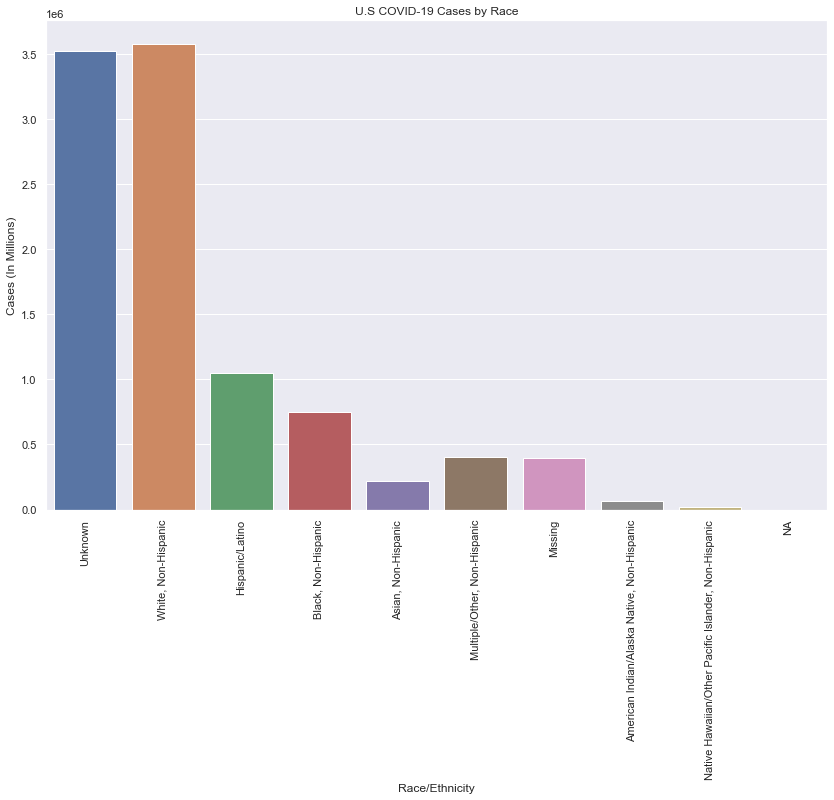 U.S COVID-19 Cases by Race
1e6
3.5
3.0
2.5
2.0
1.5
1.0
0.5
0.0
Cases (In Millions)
Unknown
White, Non-Hispanic
Hispanic/Latino
Black, Non-Hispanic
Asian, Non-Hispanic
Multiple/Other, Non-Hispanic
Missing
American Indian/Alaska Native, Non-Hispanic
Native Hawaiian/Other Pacific Islander, Non-Hispanic
NA
Race/Ethnicity